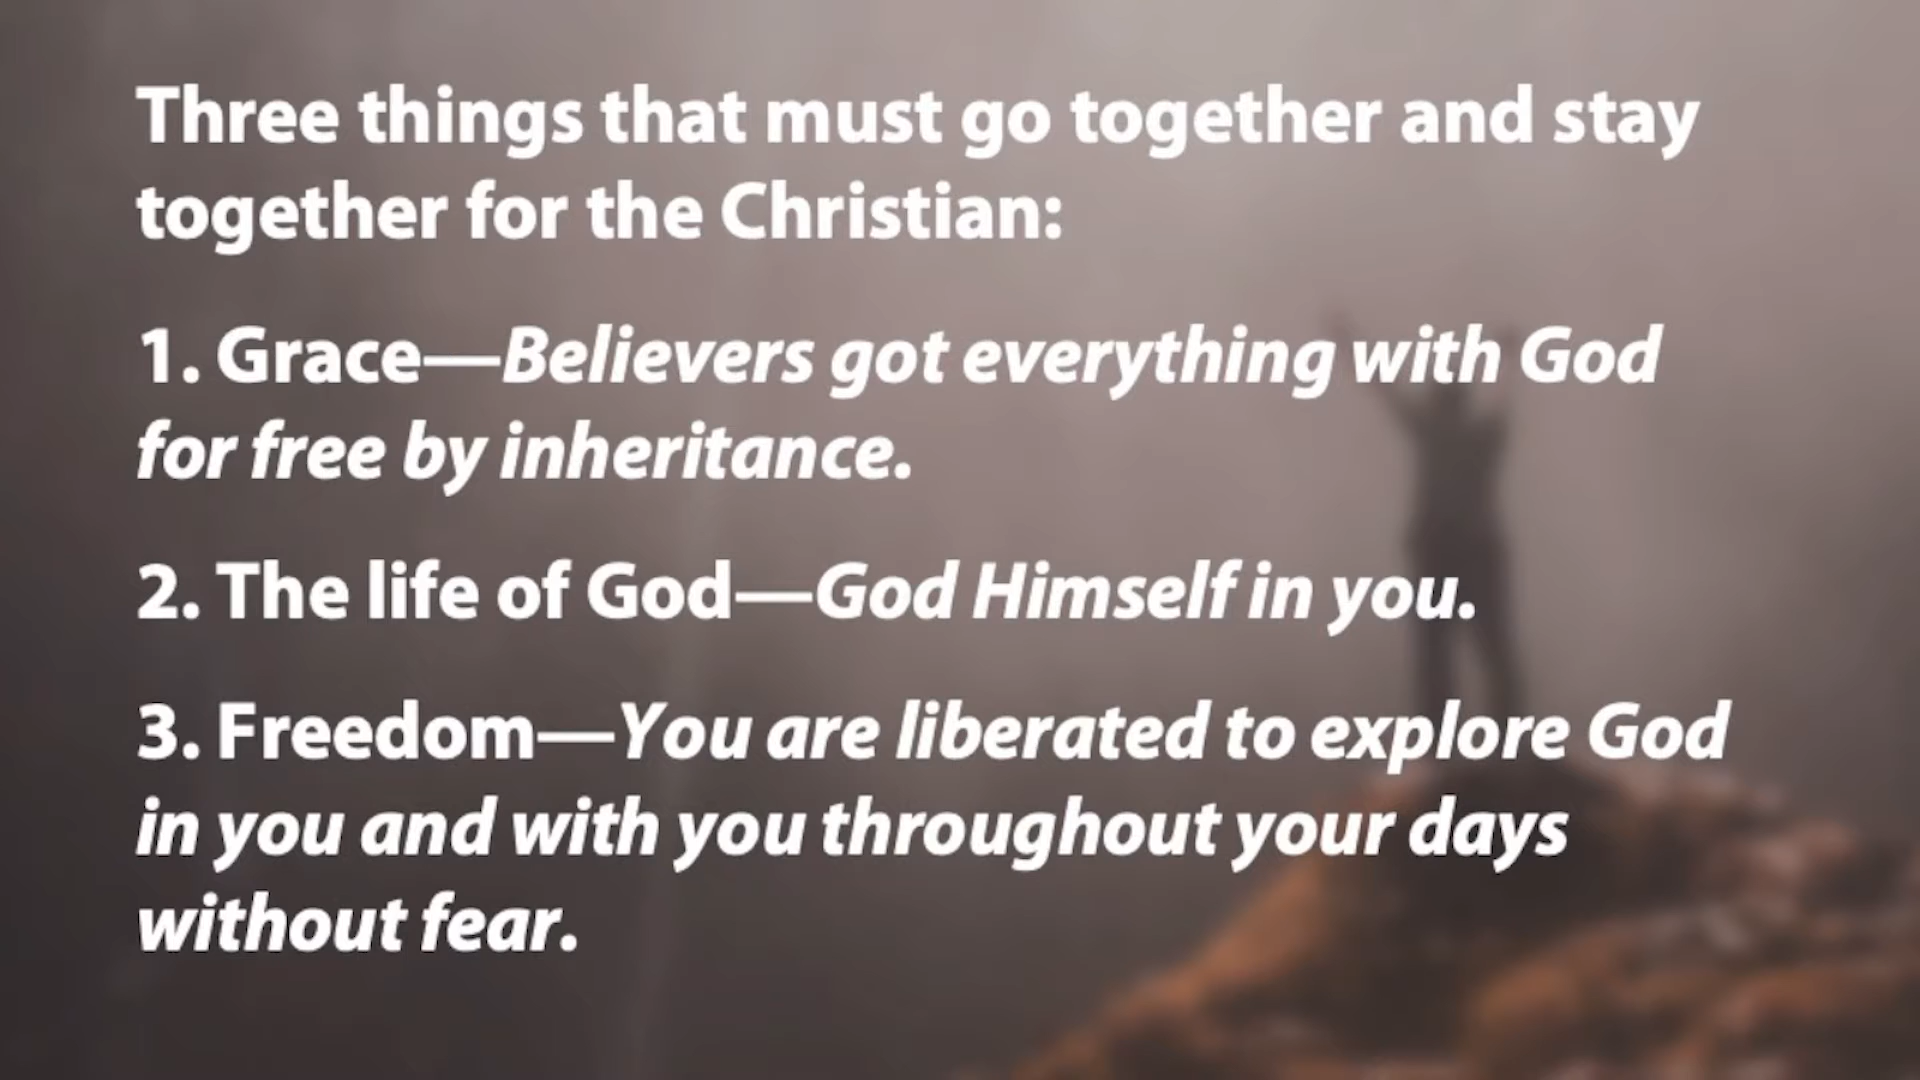 Three things that must go together and stay
together for the Christian:
1. Grace—Believers got everything with God
for free by inheritance.
2. The life of God—God Himself in you.
3. Freedom—You are liberated to explore God
in you and with you throughout your days
without fear.